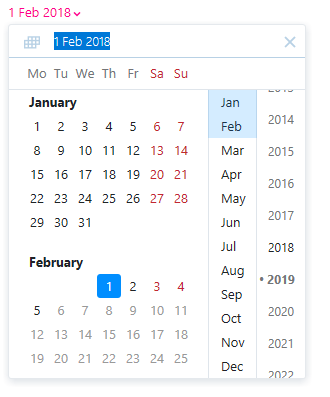 1 Feb 2018
1 Feb 2018
Mo Tu We Th Fr Sa Su
January
1 2 3 4 5 6 7
8 9 10 11 12 13 14
15 16 17 18 19 20 21
22 23 24 25 26 27 28
29 30 31
February
1 2 3 4
5 6 7 8 9 10 11
12 13 14 15 16 17 18
19 20 21 22 23 24 25
Jan
Feb
Mar
Apr
May
Jun
Jul
Aug
Sep
Oct
Nov
Dec
2014
2015
2016
2017
2018
• 2019
2020
2021
2022